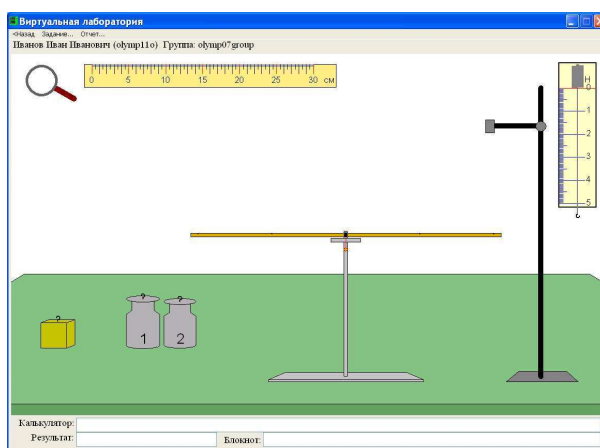 Виртуальная лаборатория
<Назад Задание... Отчет...
Иванов Иван Иванович (olymp11o) Группа: olymp07group
0 5 10 15 20 25 30 см
Н
0
1
2
3
4
5
1 2
Калькулятор:
Результат: Блокнот: